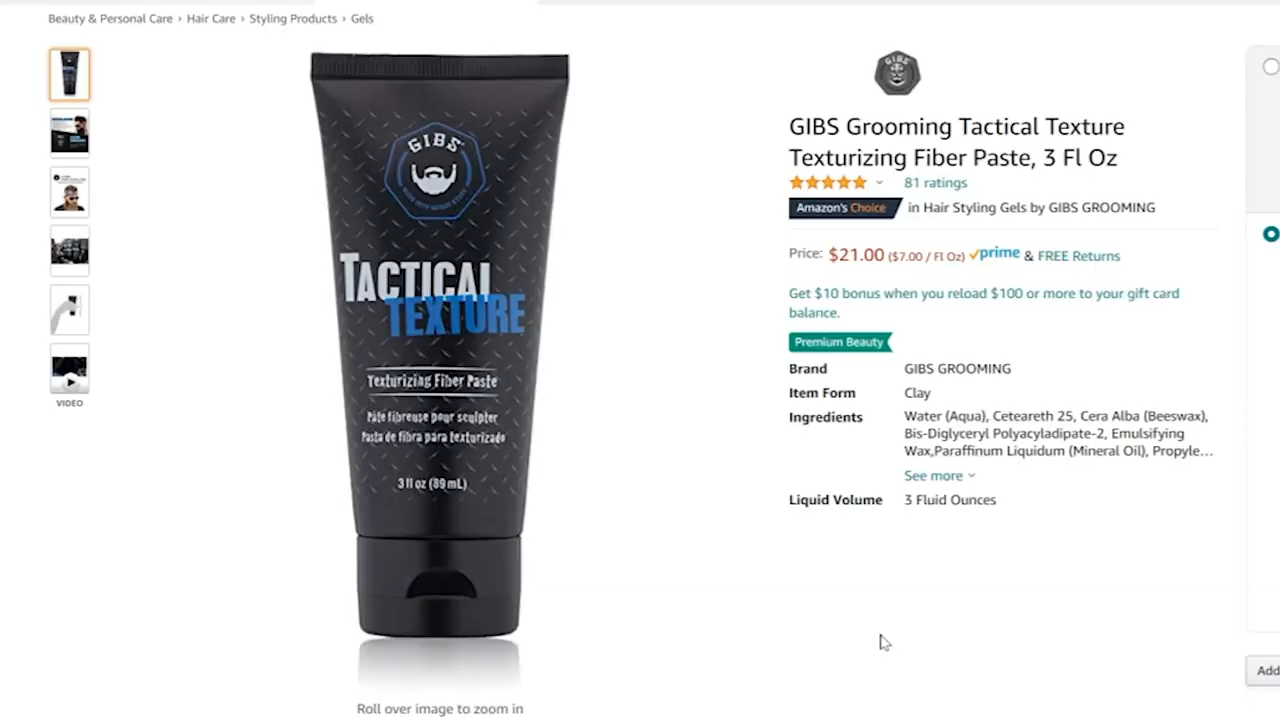 Beauty & Personal Care › Hair Care › Styling Products › Gels
GIBS
TACTICAL
TEXTURE
Texturizing Fiber Paste
Pâte fibreuse pour sculpter
Pasta de fibra para texturizado
3 fl oz (89 mL)
VIDEO
Roll over image to zoom in
GIBS
GIBS Grooming Tactical Texture
Texturizing Fiber Paste, 3 Fl Oz
81 ratings
Amazon's Choice in Hair Styling Gels by GIBS GROOMING
Price: $21.00 ($7.00 / Fl Oz) prime & FREE Returns
Get $10 bonus when you reload $100 or more to your gift card
balance.
Premium Beauty
Brand GIBS GROOMING
Item Form Clay
Ingredients Water (Aqua), Ceteareth 25, Cera Alba (Beeswax),
Bis-Diglyceryl Polyacyladipate-2, Emulsifying
Wax,Paraffinum Liquidum (Mineral Oil), Propyle...
See more
Liquid Volume 3 Fluid Ounces
Add